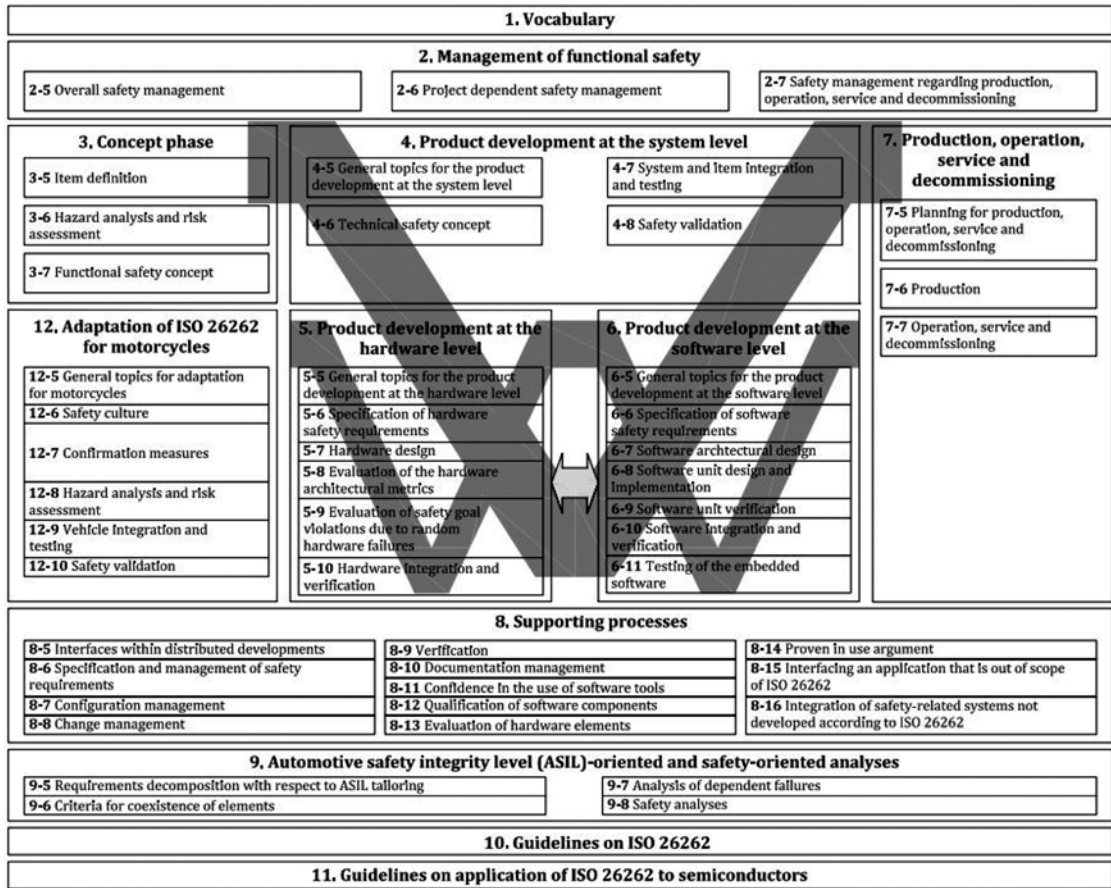 1. Vocabulary
2. Management of functional safety
2-5 Overall safety management
2-6 Project dependent safety management
2-7 Safety management regarding production,
operation, service and decommissioning
3. Concept phase
3-5 Item definition
3-6 Hazard analysis and risk
assessment
3-7 Functional safety concept
4. Product development at the system level
4-5 General topics for the product
development at the system level
4-6 Technical safety concept
4-7 System and item integration
and testing
4-8 Safety validation
7. Production, operation,
service and
decommissioning
7-5 Planning for production,
operation, service and
decommissioning
7-6 Production
7-7 Operation, service and
decommissioning
12. Adaptation of ISO 26262
for motorcycles
12-5 General topics for adaptation
for motorcycles
12-6 Safety culture
12-7 Confirmation measures
12-8 Hazard analysis and risk
assessment
12-9 Vehicle integration and
testing
12-10 Safety validation
5. Product development at the
hardware level
5-5 General topics for the product
development at the hardware level
5-6 Specification of hardware
safety requirements
5-7 Hardware design
5-8 Evaluation of the hardware
architectural metrics
5-9 Evaluation of safety goal
violations due to random
hardware failures
5-10 Hardware integration and
verification
6. Product development at the
software level
6-5 General topics for the product
development at the software level
6-6 Specification of software
safety requirements
6-7 Software archtectural design
6-8 Software unit design and
implementation
6-9 Software unit verification
6-10 Software integration and
verification
6-11 Testing of the embedded
software
8. Supporting processes
8-5 Interfaces within distributed developments
8-6 Specification and management of safety
requirements
8-7 Configuration management
8-8 Change management
8-9 Verification
8-10 Documentation management
8-11 Confidence in the use of software tools
8-12 Qualification of software components
8-13 Evaluation of hardware elements
8-14 Proven in use argument
8-15 Interfacing an application that is out of scope
of ISO 26262
8-16 Integration of safety-related systems not
developed according to ISO 26262
9. Automotive safety integrity level (ASIL)-oriented and safety-oriented analyses
9-5 Requirements decomposition with respect to ASIL tailoring
9-6 Criteria for coexistence of elements
9-7 Analysis of dependent failures
9-8 Safety analyses
10. Guidelines on ISO 26262
11. Guidelines on application of ISO 26262 to semiconductors